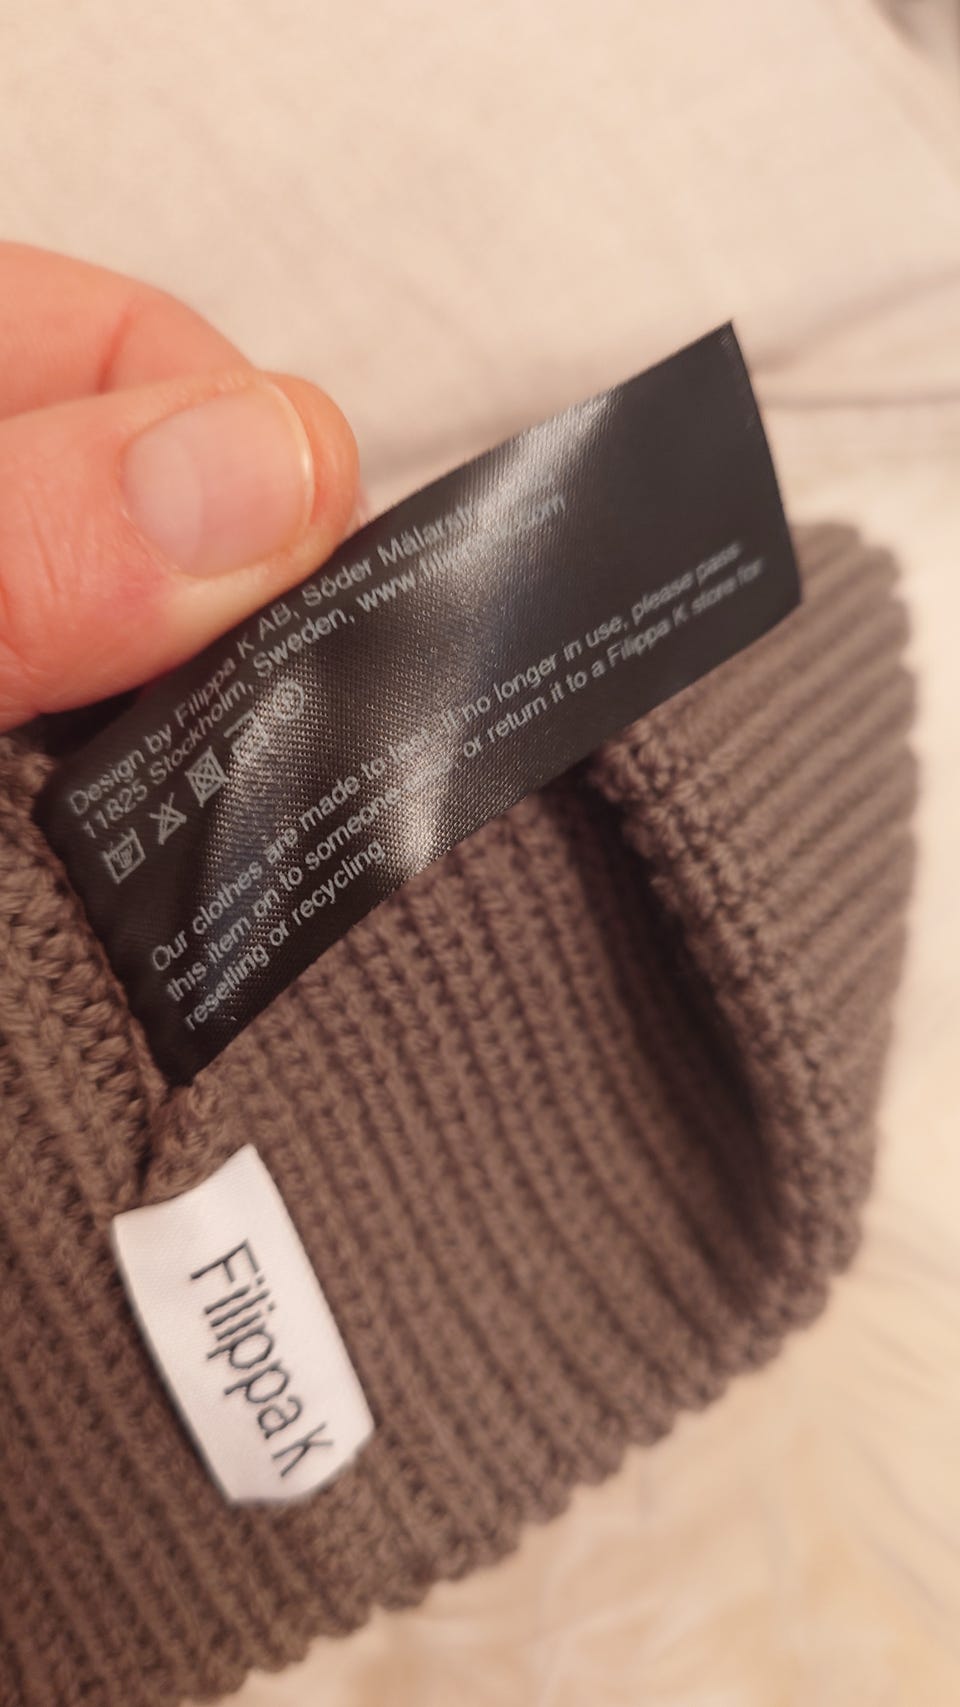 Design by Filippa K AB, Söder
11825 Stockholm, Sweden,
Our clothes are made to last. If no longer in use, please pass
this item on to someone or return it to a Filippa K store for
reselling or recycling
Filippa K